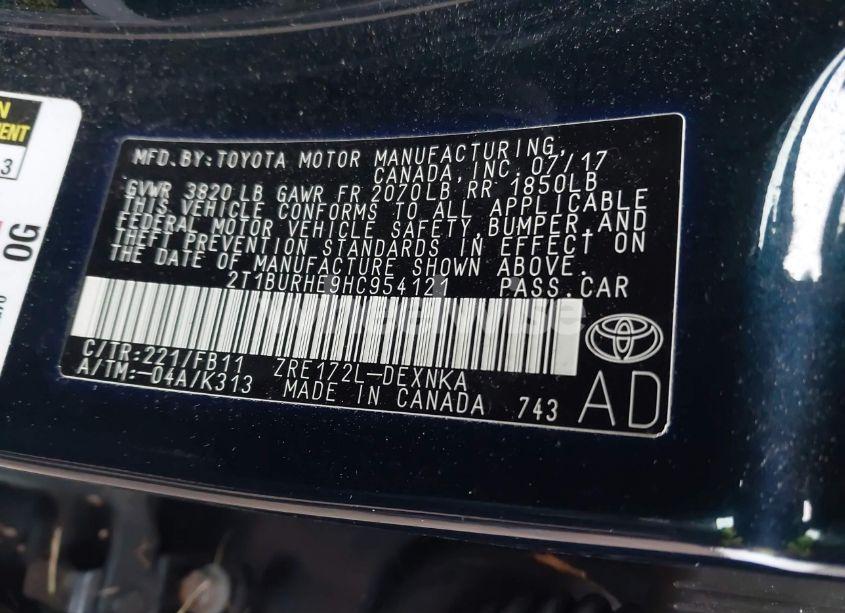 N
MENT
3
OG
MFD.BY:TOYOTA MOTOR MANUFACTURING,
CANADA, INC. 07/17
GVWR 3820 LB GAWR FR 2070LB, RR 1850LB
THIS VEHICLE CONFORMS TO ALL APPLICABLE
FEDERAL MOTOR VEHICLE SAFETY, BUMPER, AND
THEFT PREVENTION STANDARDS IN EFFECT ON
THE DATE OF MANUFACTURE SHOWN ABOVE.
2T1BURHE9HC954121 PASS.CAR
C/TR:221/FB11 ZRE172L-DEXNKA
A/TM:-04A/K313 MADE IN CANADA 743
AD